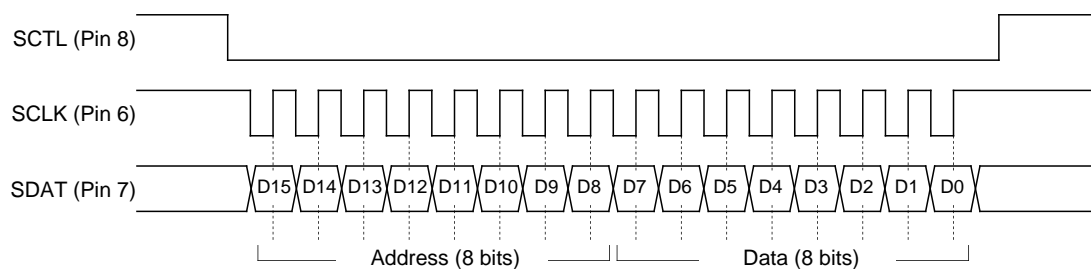 SCTL (Pin 8)
SCLK (Pin 6)
SDAT (Pin 7) D15 D14 D13 D12 D11 D10 D9 D8 D7 D6 D5 D4 D3 D2 D1 D0
Address (8 bits) Data (8 bits)